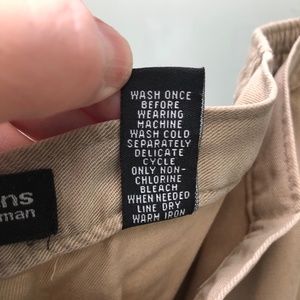 WASH ONCE
BEFORE
WEARING
MACHINE
WASH COLD
SEPARATELY
DELICATE
CYCLE
ONLY NON-
CHLORINE
BLEACH
WHEN NEEDED
LINE DRY
WARM IRON